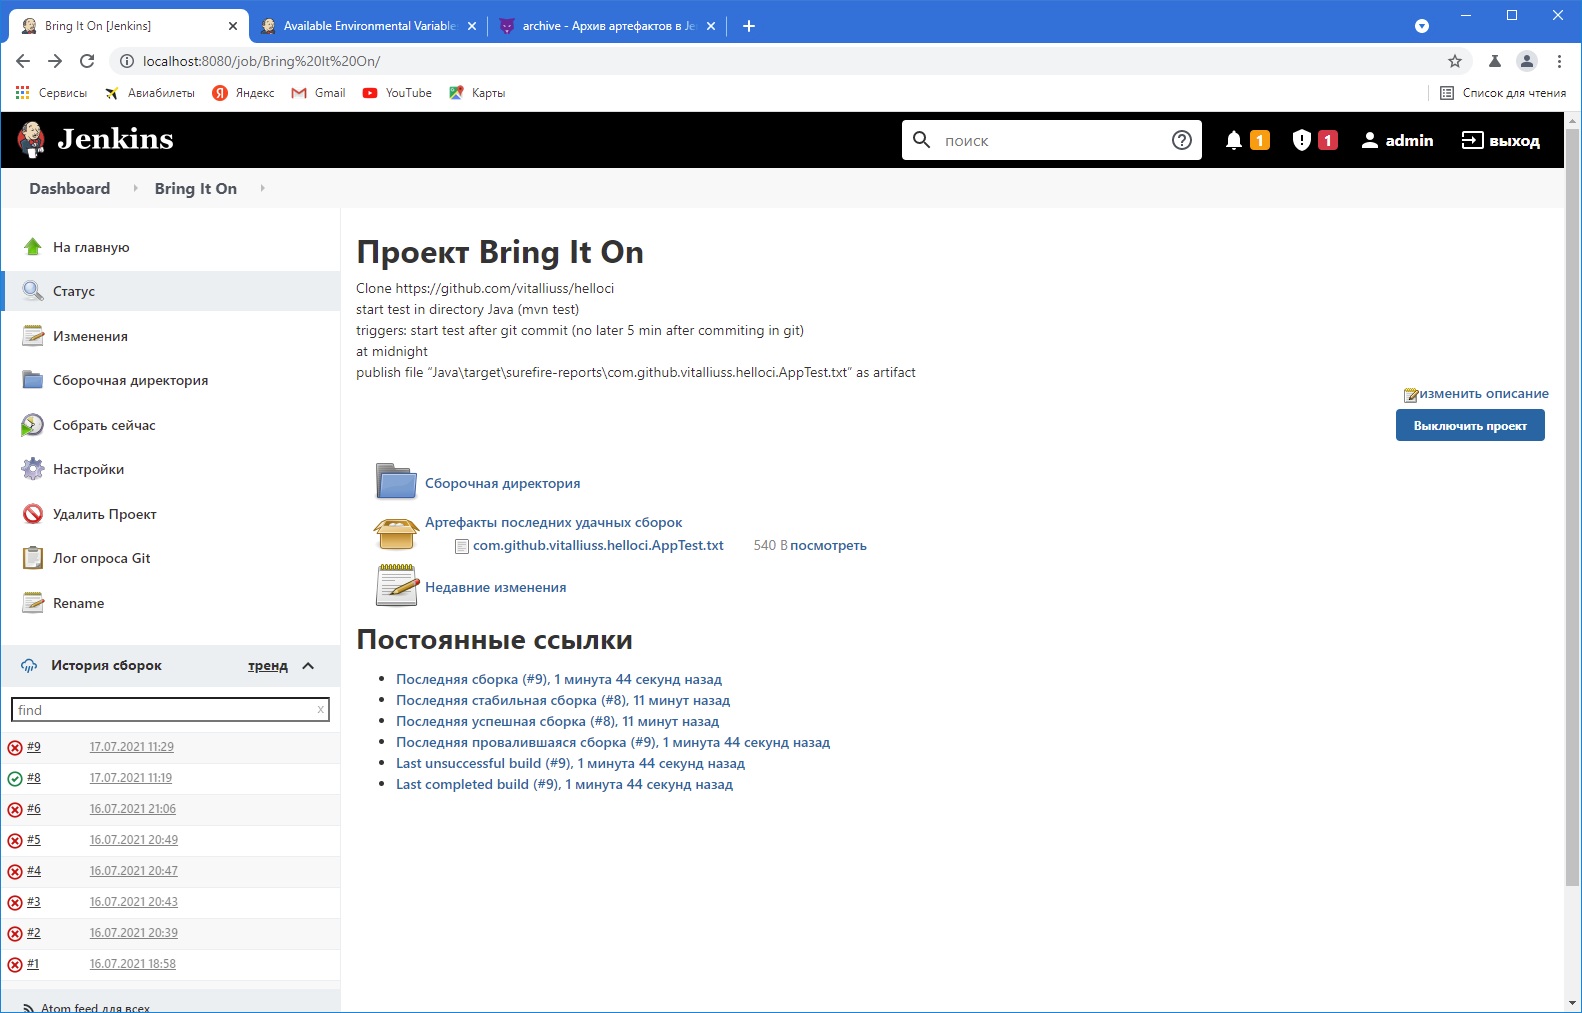 Bring It On [Jenkins]
Available Environmental Variable
archive - Архив артефактов в Je
localhost:8080/job/Bring%20It%20On/
Сервисы
Авиабилеты
Яндекс
Gmail
YouTube
Карты
Список для чтения
Jenkins
поиск
1
1
admin
выход
Dashboard
Bring It On
На главную
Статус
Изменения
Сборочная директория
Собрать сейчас
Настройки
Удалить Проект
Лог опроса Git
Rename
История сборок
тренд
find
x
#9 17.07.2021 11:29
#8 17.07.2021 11:19
#6 16.07.2021 21:06
#5 16.07.2021 20:49
#4 16.07.2021 20:47
#3 16.07.2021 20:43
#2 16.07.2021 20:39
#1 16.07.2021 18:58
Atom feed для всех
Проект Bring It On
Clone https://github.com/vitalliuss/helloci
start test in directory Java (mvn test)
triggers: start test after git commit (no later 5 min after commiting in git)
at midnight
publish file “Java\target\surefire-reports\com.github.vitalliuss.helloci.AppTest.txt” as artifact
изменить описание
Выключить проект
Сборочная директория
Артефакты последних удачных сборок
com.github.vitalliuss.helloci.AppTest.txt 540 B посмотреть
Недавние изменения
Постоянные ссылки
Последняя сборка (#9), 1 минута 44 секунд назад
Последняя стабильная сборка (#8), 11 минут назад
Последняя успешная сборка (#8), 11 минут назад
Последняя провалившаяся сборка (#9), 1 минута 44 секунд назад
Last unsuccessful build (#9), 1 минута 44 секунд назад
Last completed build (#9), 1 минута 44 секунд назад